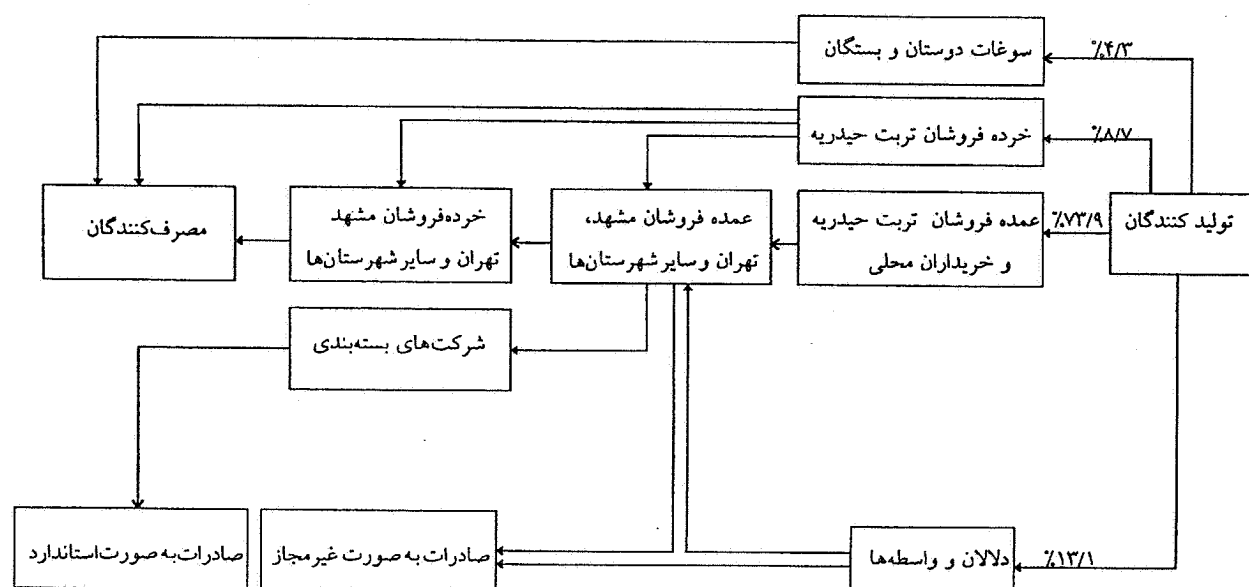 سوغات دوستان و بستگان
%۴/۳
خرده فروشان تربت حیدریه
%۸/۷
تولید کنندگان
%۷۳/۹
عمده فروشان تربت حیدریه
و خریداران محلی
عمده فروشان مشهد،
تهران و سایر شهرستان‌ها
خرده‌فروشان مشهد
تهران و سایر شهرستان‌ها
مصرف‌کنندگان
شرکت‌های بسته‌بندی
%۱۳/۱
دلالان و واسطه‌ها
صادرات به صورت غیر مجاز
صادرات به صورت استاندارد